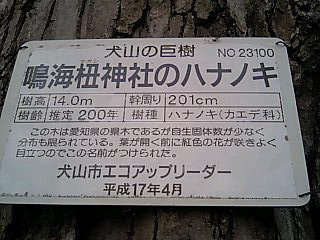 犬山の巨樹 NO 23100
ナルミテガシ
鳴海杻神社のハナノキ
樹高 14.0m 幹周り 201cm
樹齢 推定 200年 樹種 ハナノキ(カエデ科)
この木は愛知県の県木であるが自生固体数が少なく
分布も限られている。葉が開く前に紅色の花が咲きよく
目立つのでこの名前がつけられた。
犬山市エコアップリーダー
平成17年4月